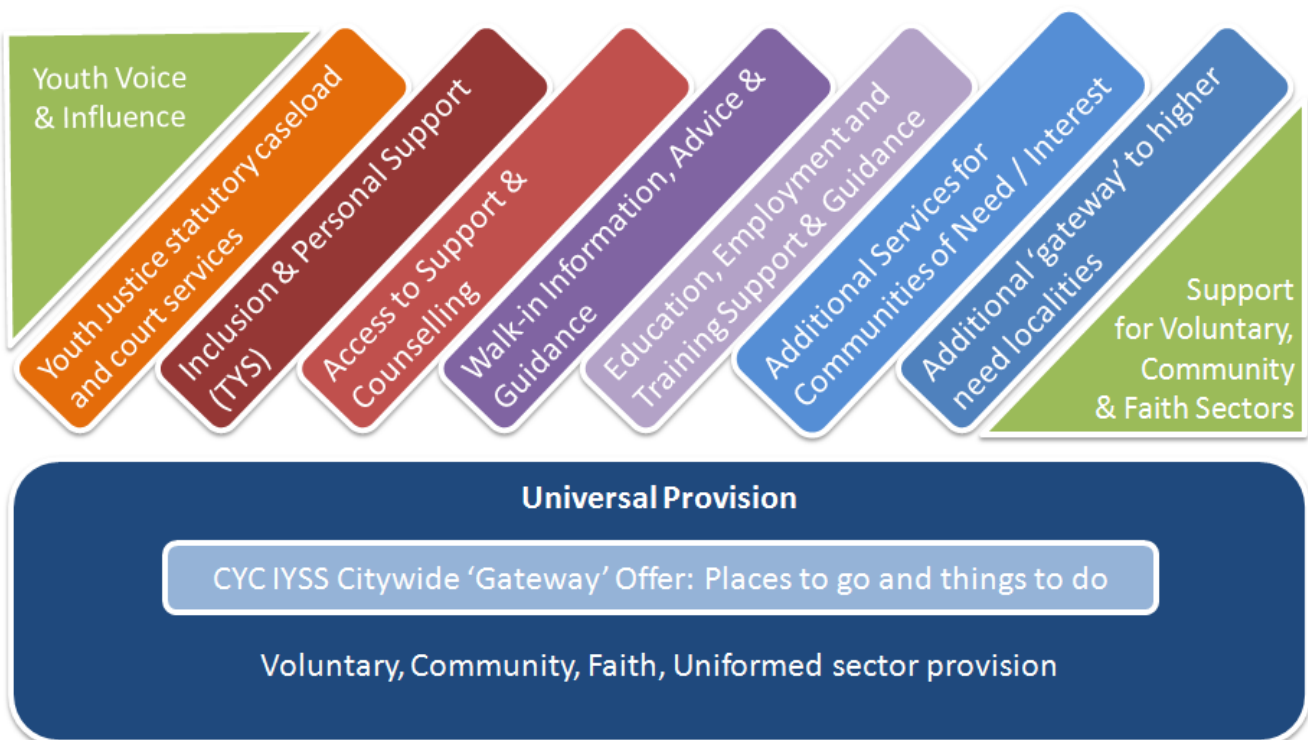 Youth Voice
& Influence
Youth Justice statutory caseload
and court services
Inclusion & Personal Support
(TYS)
Access to Support &
Counselling
Walk-in Information, Advice &
Guidance
Education, Employment and
Training Support & Guidance
Additional Services for
Communities of Need / Interest
Additional ‘gateway’ to higher
need localities
Support
for Voluntary,
Community
& Faith Sectors
Universal Provision
CYC IYSS Citywide ‘Gateway’ Offer: Places to go and things to do
Voluntary, Community, Faith, Uniformed sector provision